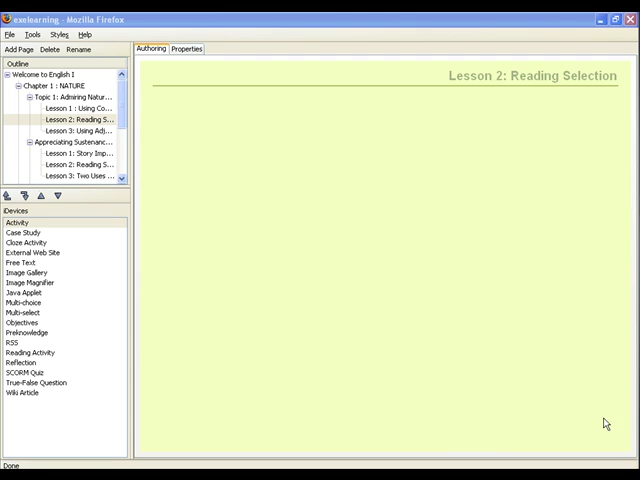 exelearning - Mozilla Firefox
File Tools Styles Help
Add Page Delete Rename
Authoring Properties
Outline
Welcome to English I
Chapter 1 : NATURE
Topic 1: Admiring Natur...
Lesson 1 : Using Co...
Lesson 2: Reading S...
Lesson 3: Using Adj...
Appreciating Sustenanc...
Lesson 1: Story Imp...
Lesson 2: Reading S...
Lesson 3: Two Uses ...
Lesson 2: Reading Selection
iDevices
Activity
Case Study
Cloze Activity
External Web Site
Free Text
Image Gallery
Image Magnifier
Java Applet
Multi-choice
Multi-select
Objectives
Preknowledge
RSS
Reading Activity
Reflection
SCORM Quiz
True-False Question
Wiki Article
Done